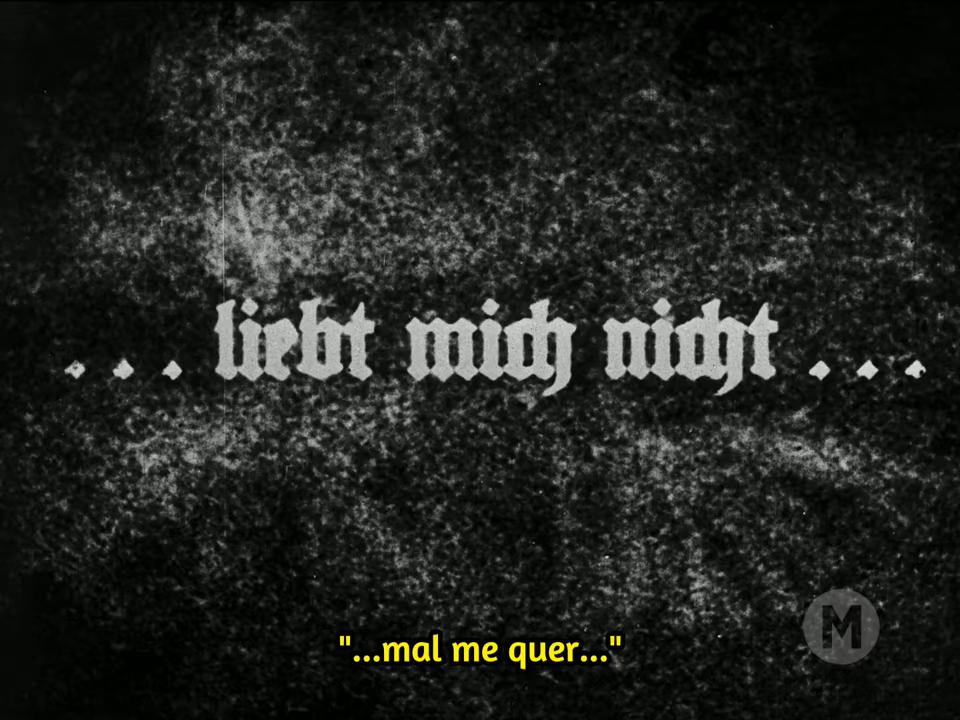 . . . liebt mich nicht . . .
"...mal me quer..."
M